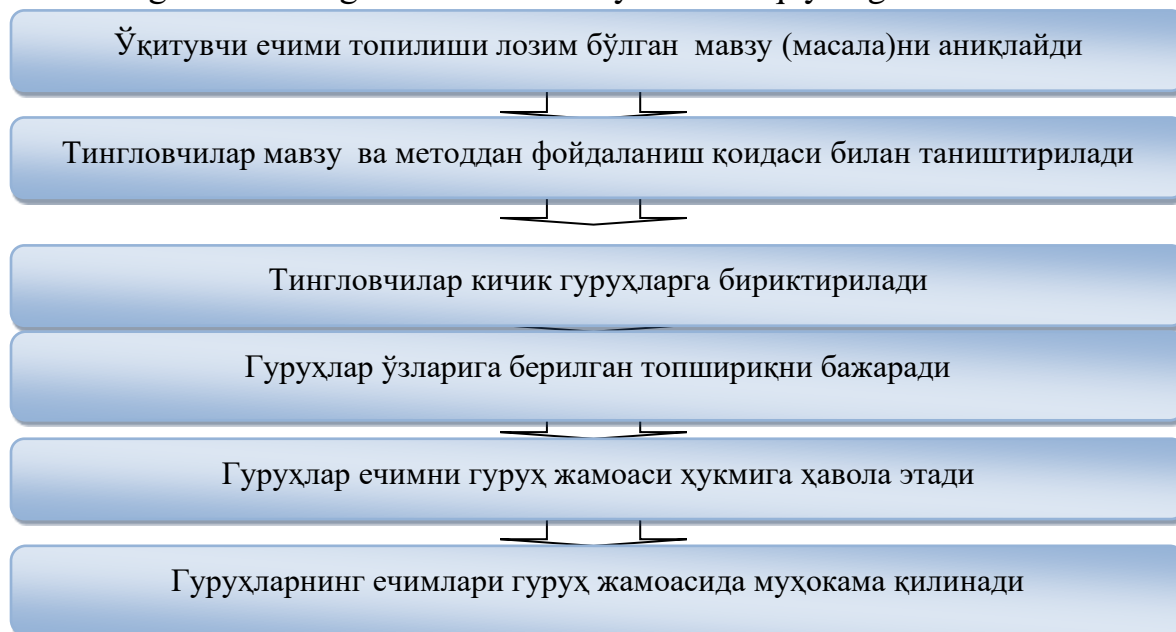 Ўқитувчи ечими топилиши лозим бўлган мавзу (масала)ни аниқлайди
Тингловчилар мавзу ва методдан фойдаланиш қоидаси билан таништирилади
Тингловчилар кичик гуруҳларга бириктирилади
Гуруҳлар ўзларига берилган топшириқни бажаради
Гуруҳлар ечимни гуруҳ жамоаси ҳукмига ҳавола этади
Гуруҳларнинг ечимлари гуруҳ жамоасида муҳокама қилинади